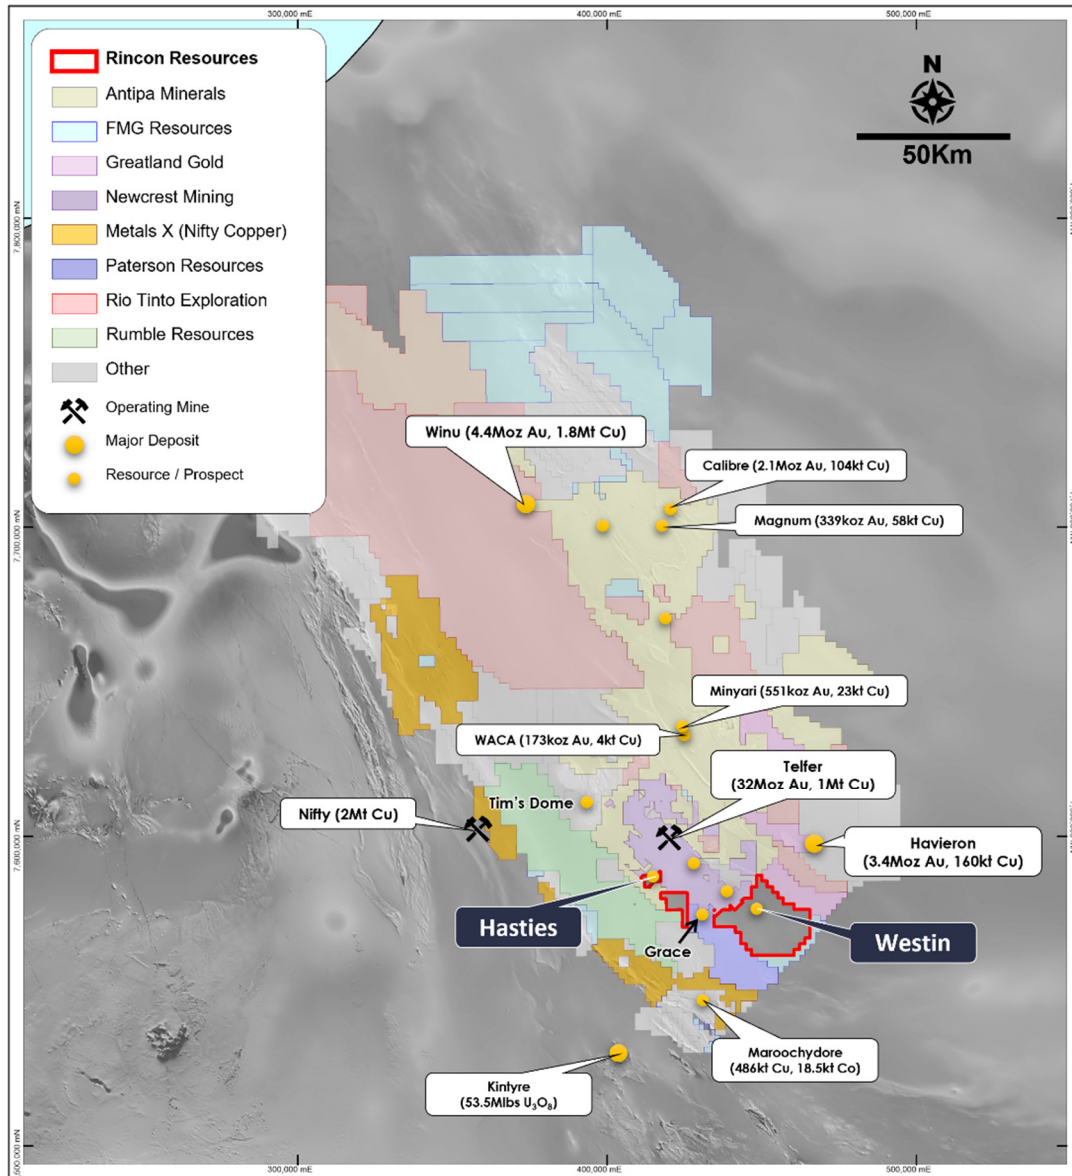 300,000 mE
400,000 mE
500,000 mE
Rincon Resources
Antipa Minerals
FMG Resources
Greatland Gold
Newcrest Mining
Metals X (Nifty Copper)
Paterson Resources
Rio Tinto Exploration
Rumble Resources
Other
Operating Mine
Major Deposit
Resource / Prospect
N
50Km
7,800,000 mN
7,700,000 mN
7,600,000 mN
Winu (4.4Moz Au, 1.8Mt Cu)
Calibre (2.1Moz Au, 104kt Cu)
Magnum (339koz Au, 58kt Cu)
Minyari (551koz Au, 23kt Cu)
WACA (173koz Au, 4kt Cu)
Telfer
(32Moz Au, 1Mt Cu)
Tim's Dome
Nifty (2Mt Cu)
Havieron
(3.4Moz Au, 160kt Cu)
Hasties
Grace
Westin
Maroochydore
(486kt Cu, 18.5kt Co)
Kintyre
(53.5Mlbs U₃O₈)
300,000 mE
400,000 mE
500,000 mE